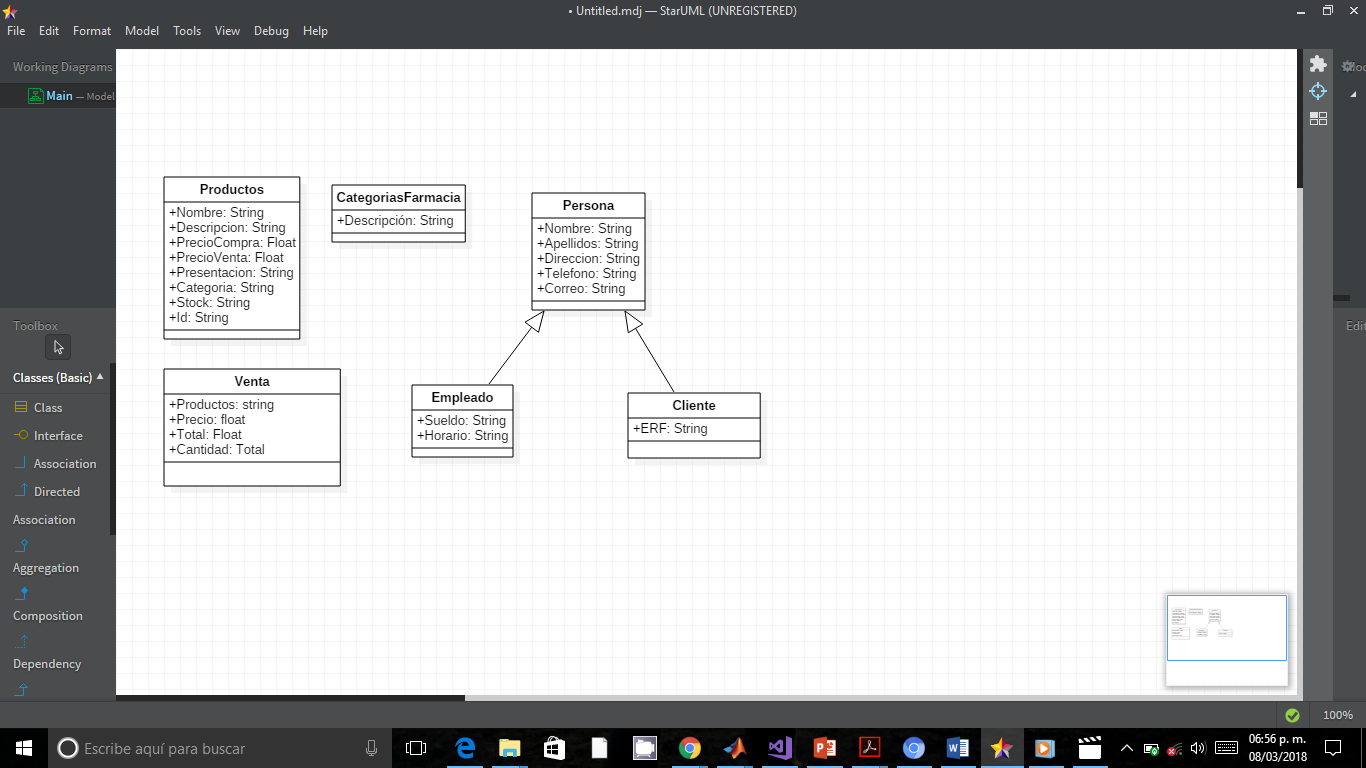 • Untitled.mdj — StarUML (UNREGISTERED)
File Edit Format Model Tools View Debug Help
Working Diagrams
Main — Model
Productos
+Nombre: String
+Descripcion: String
+PrecioCompra: Float
+PrecioVenta: Float
+Presentacion: String
+Categoria: String
+Stock: String
+Id: String
CategoriasFarmacia
+Descripción: String
Persona
+Nombre: String
+Apellidos: String
+Direccion: String
+Telefono: String
+Correo: String
Venta
+Productos: string
+Precio: float
+Total: Float
+Cantidad: Total
Empleado
+Sueldo: String
+Horario: String
Cliente
+ERF: String
Toolbox
Classes (Basic)
Class
Interface
Association
Directed
Association
Aggregation
Composition
Dependency
Edit
100%
Escribe aquí para buscar
06:56 p. m.
08/03/2018